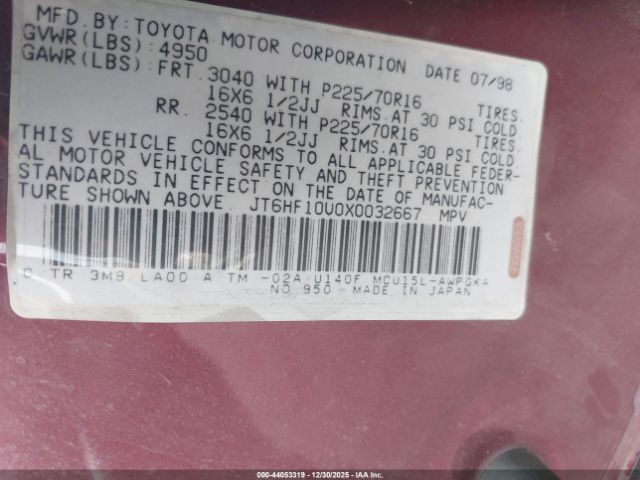 MFD.BY:TOYOTA MOTOR CORPORATION DATE 07/98
GVWR(LBS)4950
GAWR(LBS)FRT.3040 WITH P225/70R16 TIRES.
16X6 1/2JJ RIMS.AT 30 PSI COLD.
RR. 2540 WITH P225/70R16 TIRES.
16X6 1/2JJ RIMS.AT 30 PSI COLD.
THIS VEHICLE CONFORMS TO ALL APPLICABLE FEDER-
AL MOTOR VEHICLE SAFETY AND THEFT PREVENTION
STANDARDS IN EFFECT ON THE DATE OF MANUFAC-
TURE SHOWN ABOVE. JT6HF10U0X0032667 MPV
C TR 3M8 LA00 A TM -02A/U140F MCU15L-AWPGKA
NO.950 MADE IN JAPAN
000-44053319 - 12/30/2025 - IAAI.COM